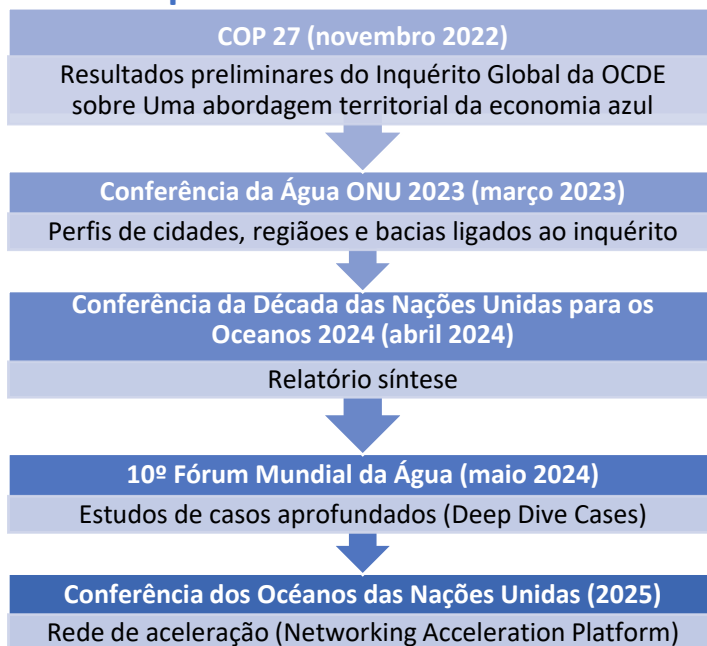 COP 27 (novembro 2022)
Resultados preliminares do Inquérito Global da OCDE
sobre Uma abordagem territorial da economia azul
Conferência da Água ONU 2023 (março 2023)
Perfis de cidades, regiãoes e bacias ligados ao inquérito
Conferência da Década das Nações Unidas para os
Oceanos 2024 (abril 2024)
Relatório síntese
10º Fórum Mundial da Água (maio 2024)
Estudos de casos aprofundados (Deep Dive Cases)
Conferência dos Océanos das Nações Unidas (2025)
Rede de aceleração (Networking Acceleration Platform)